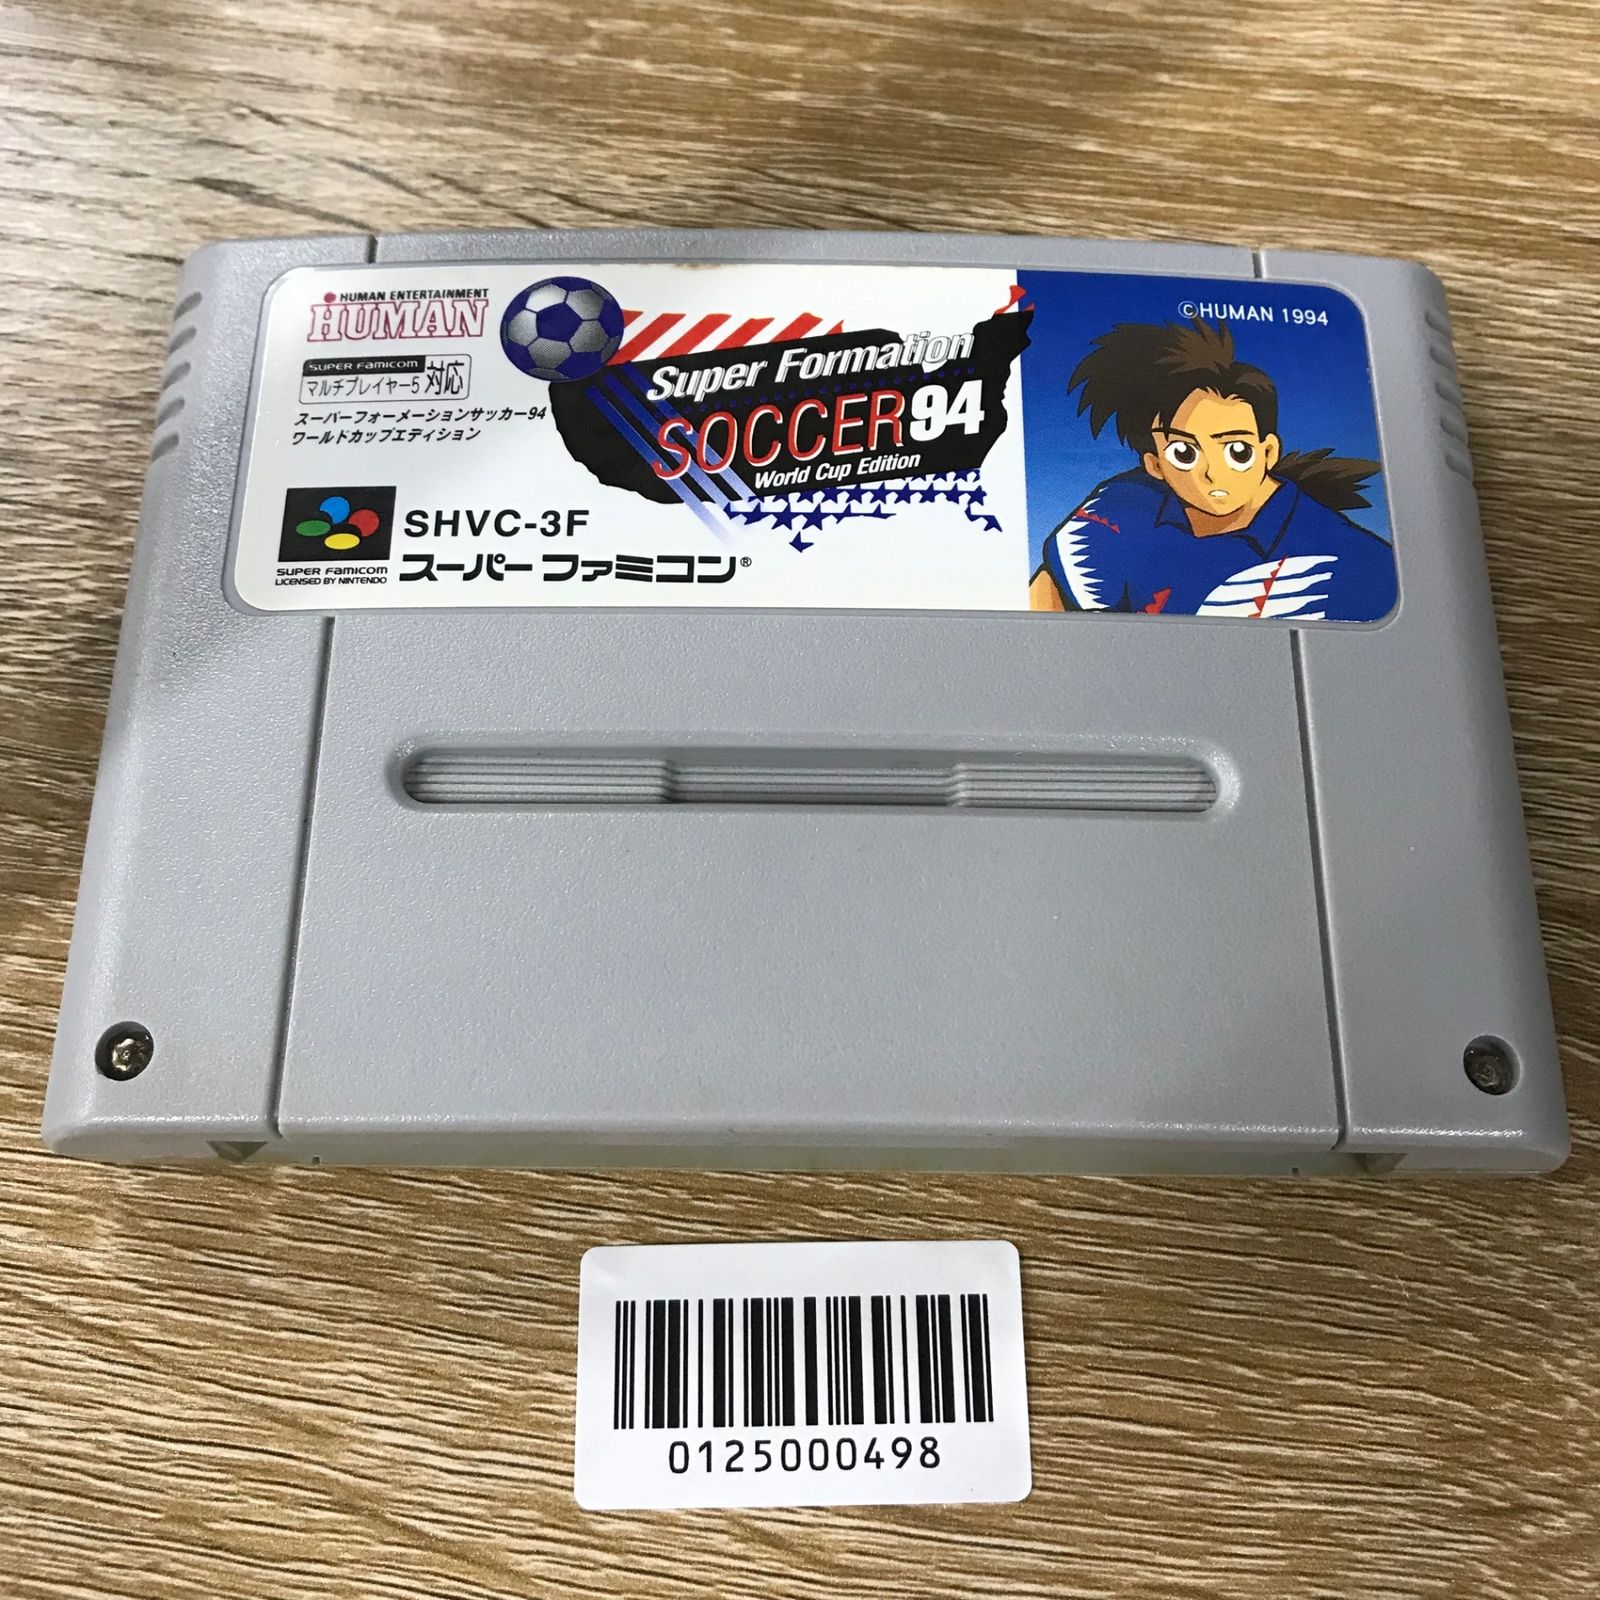 HUMAN ENTERTAINMENT
HUMAN
SUPER FAMICOM
マルチプレイヤー5 対応
スーパーフォーメーションサッカー94
ワールドカップエディション
Super Formation
SOCCER 94
World Cup Edition
©HUMAN 1994
SHVC-3F
スーパーファミコン®
SUPER FAMICOM
LICENSED BY NINTENDO
0125000498